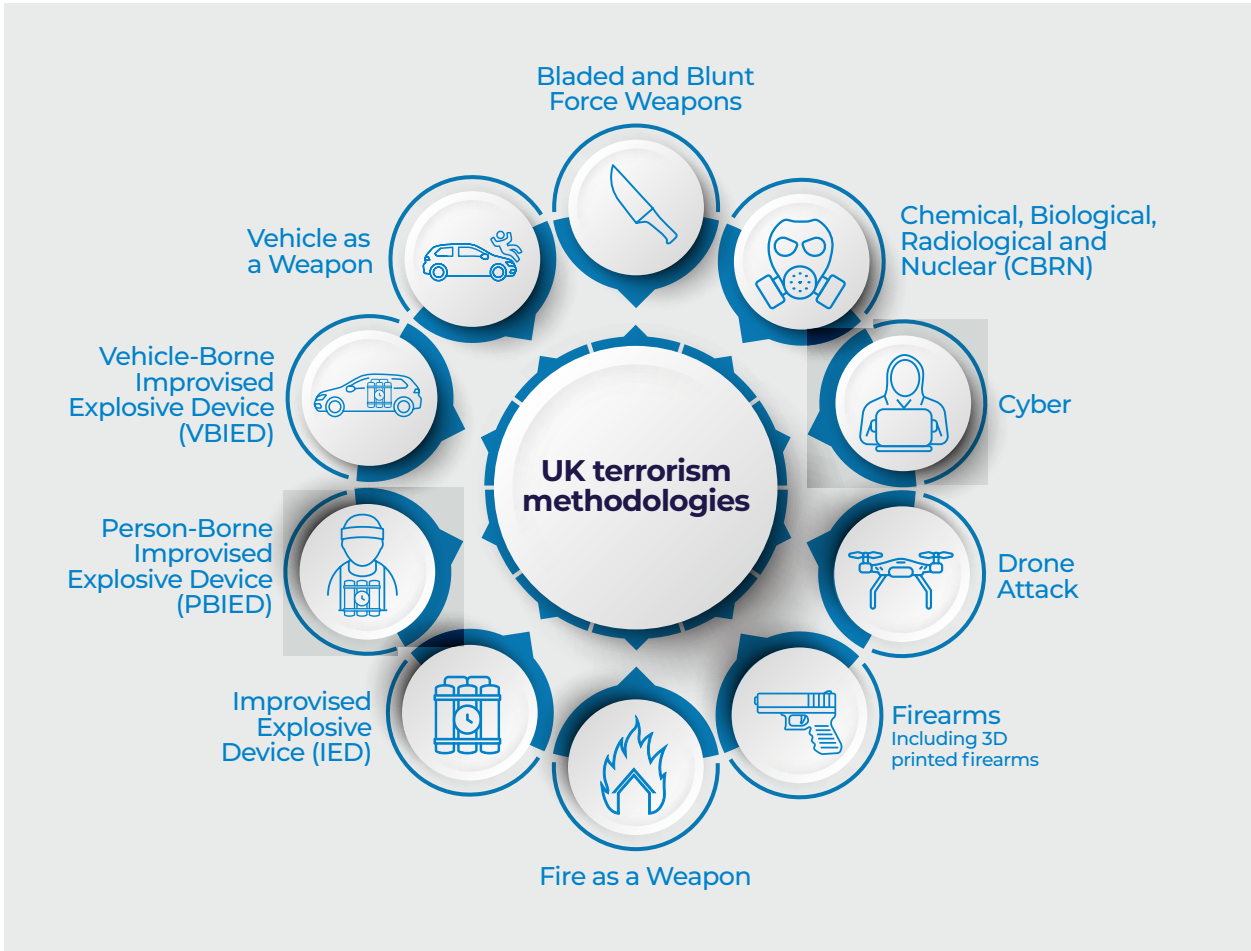 Bladed and Blunt
Force Weapons
Chemical, Biological,
Radiological and
Nuclear (CBRN)
Cyber
Drone
Attack
Firearms
Including 3D
printed firearms
Fire as a Weapon
Improvised
Explosive
Device (IED)
Person-Borne
Improvised
Explosive Device
(PBIED)
Vehicle-Borne
Improvised
Explosive Device
(VBIED)
Vehicle as
a Weapon
UK terrorism
methodologies